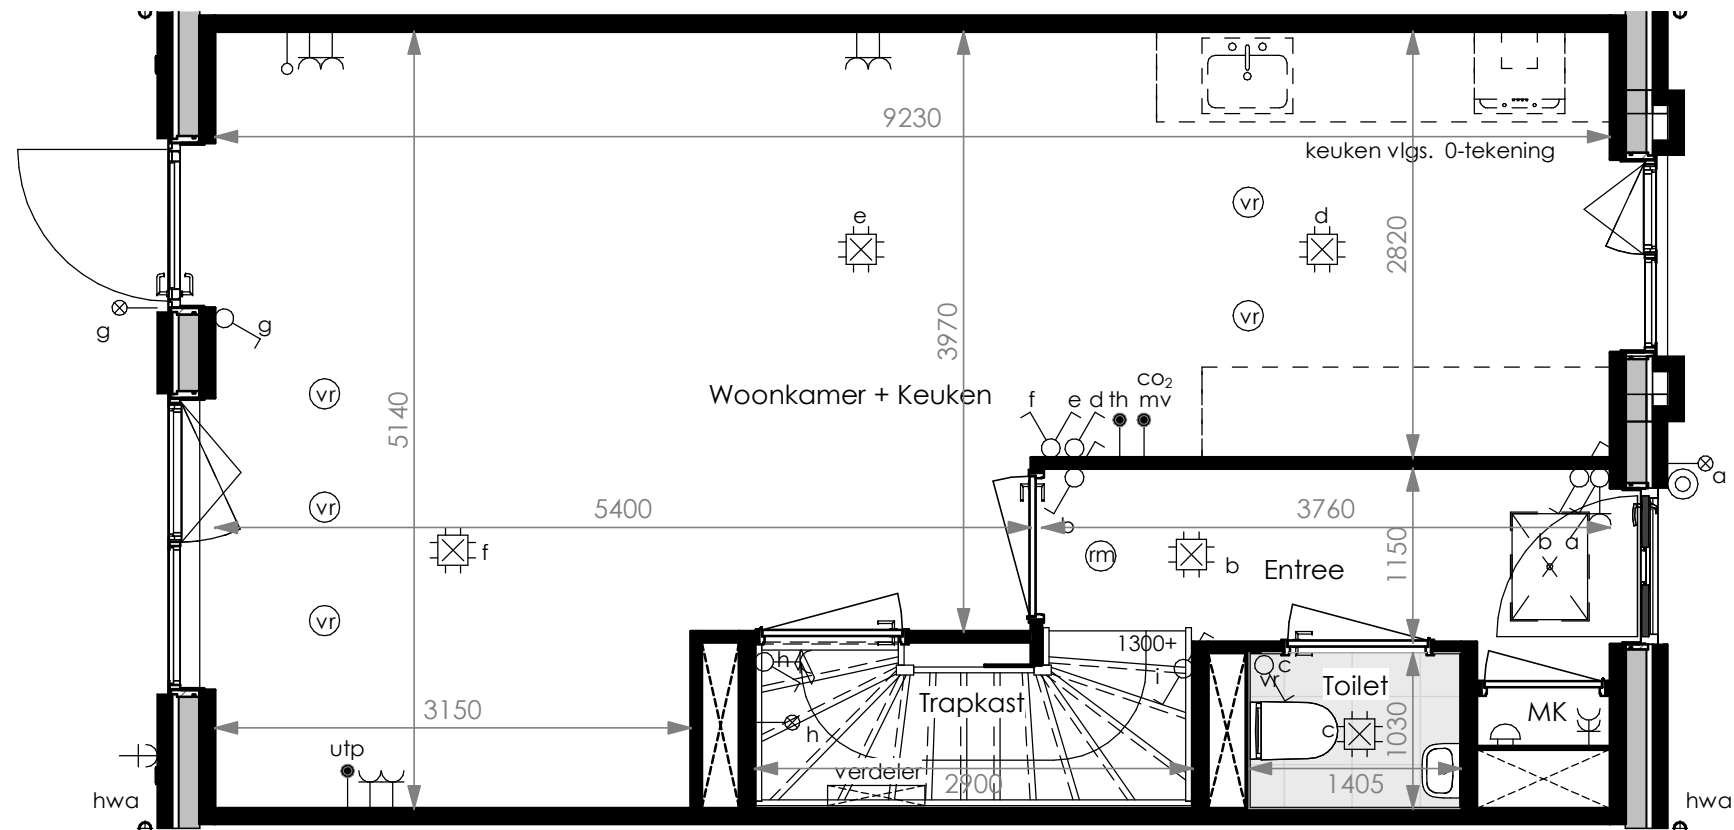 9230
keuken vlgs. 0-tekening
vr
e
d
2820
g
g
3970
vr
co2
vr
5140
Woonkamer + Keuken
f
e
d
th
mv
a
vr
5400
b
3760
b
a
f
rm
b
Entree
1150
vr
1300+
h
c
vr
i
Toilet
3150
Trapkast
MK
h
c
1030
utp
verdeler
2900
1405
hwa
hwa